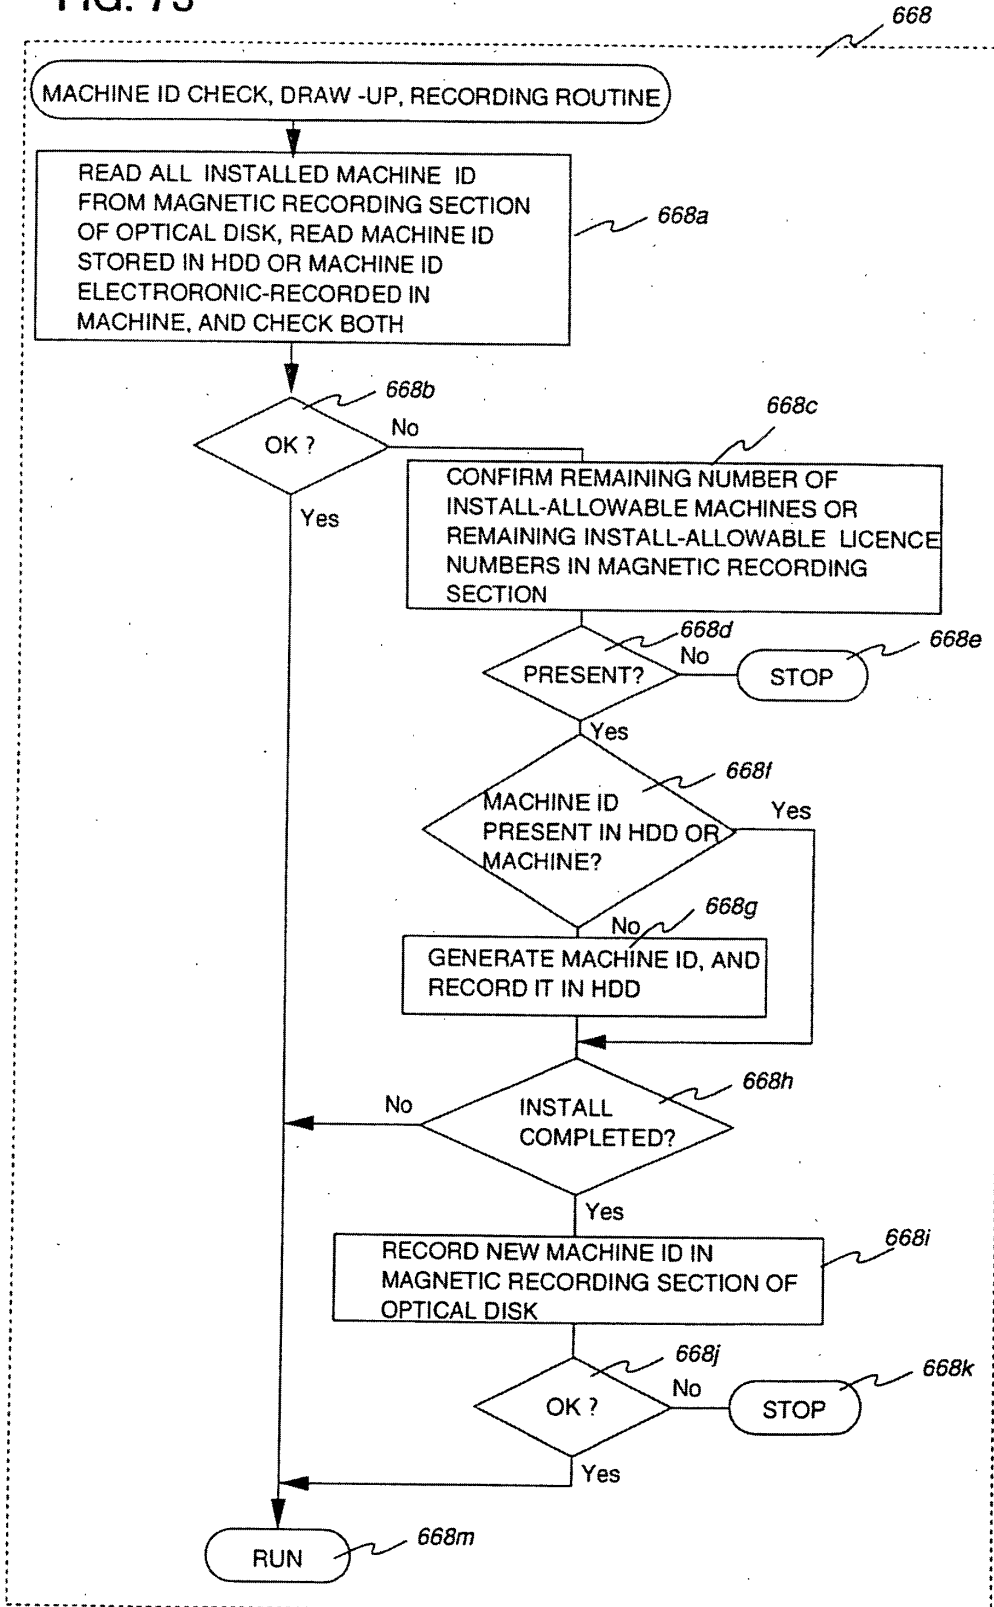 FIG. 73
668
MACHINE ID CHECK, DRAW -UP, RECORDING ROUTINE
READ ALL INSTALLED MACHINE ID
FROM MAGNETIC RECORDING SECTION
OF OPTICAL DISK, READ MACHINE ID
STORED IN HDD OR MACHINE ID
ELECTRORONIC-RECORDED IN
MACHINE, AND CHECK BOTH
668a
668b
OK ?
No
Yes
668c
CONFIRM REMAINING NUMBER OF
INSTALL-ALLOWABLE MACHINES OR
REMAINING INSTALL-ALLOWABLE LICENCE
NUMBERS IN MAGNETIC RECORDING
SECTION
668d
PRESENT?
No
668e
STOP
Yes
668f
MACHINE ID
PRESENT IN HDD OR
MACHINE?
Yes
No
668g
GENERATE MACHINE ID, AND
RECORD IT IN HDD
668h
INSTALL
COMPLETED?
No
Yes
668i
RECORD NEW MACHINE ID IN
MAGNETIC RECORDING SECTION OF
OPTICAL DISK
668j
OK ?
No
668k
STOP
Yes
668m
RUN